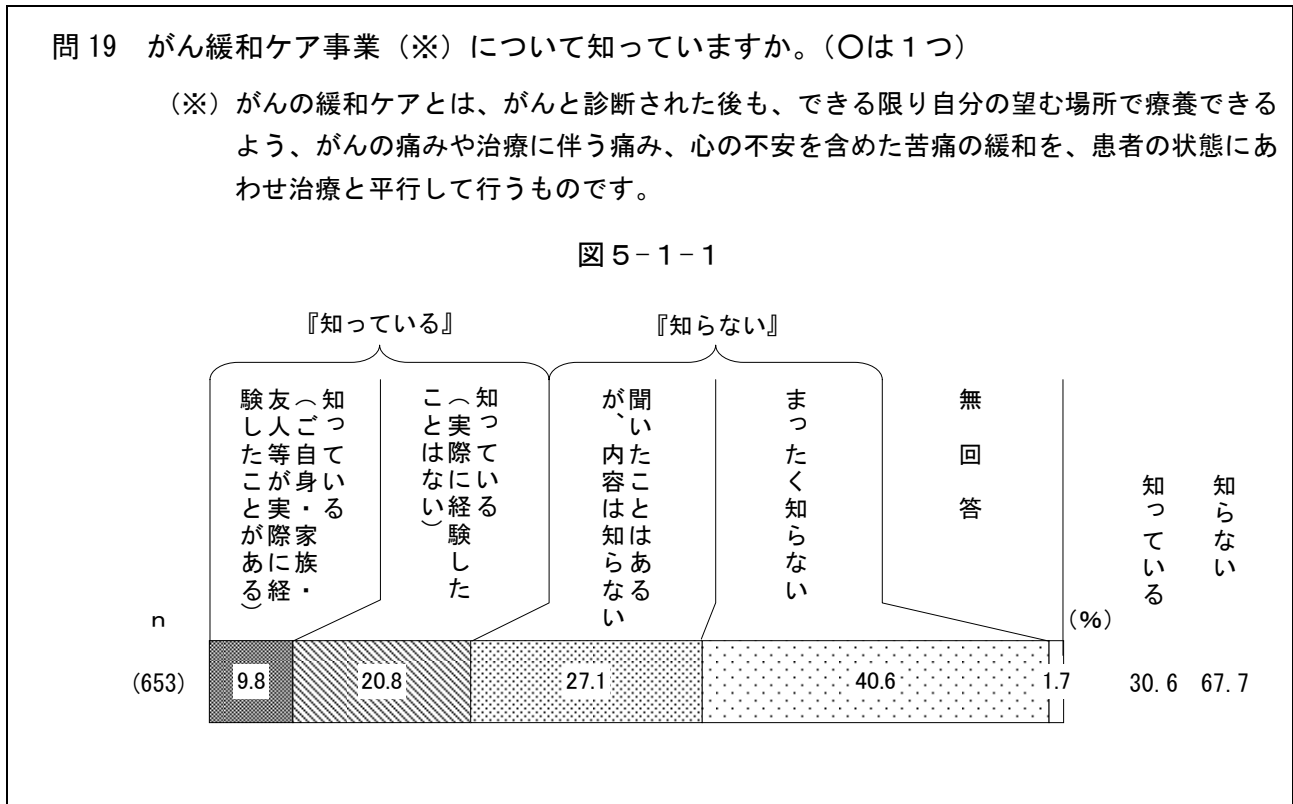 問 19　がん緩和ケア事業（※）について知っていますか。（〇は１つ）
（※）がんの緩和ケアとは、がんと診断された後も、できる限り自分の望む場所で療養できる
よう、がんの痛みや治療に伴う痛み、心の不安を含めた苦痛の緩和を、患者の状態にあ
わせ治療と平行して行うものです。
図５−１−１
『知っている』
『知らない』
知っている
（ご自身・家族・
友人等が実際に経
験したことがある）
知っている
（実際に経験した
ことはない）
聞いたことはある
が、内容は知らない
まったく知らない
無回答
知っている
知らない
n
(%)
(653)
9.8
20.8
27.1
40.6
1.7
30.6
67.7